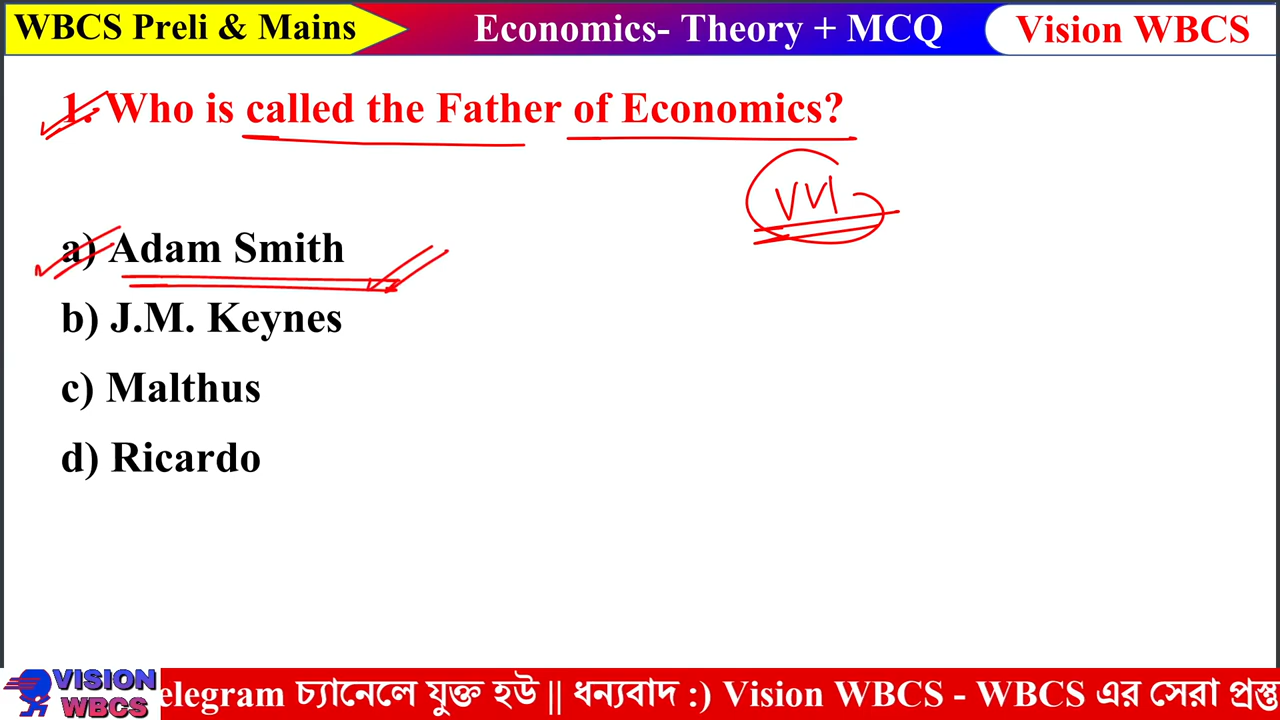 WBCS Preli & Mains
Economics- Theory + MCQ
Vision WBCS
1. Who is called the Father of Economics?
VVI
a) Adam Smith
b) J.M. Keynes
c) Malthus
d) Ricardo
VISION
WBCS
elegram চ্যানেলে যুক্ত হউ || ধন্যবাদ :) Vision WBCS - WBCS এর সেরা প্রস্তু